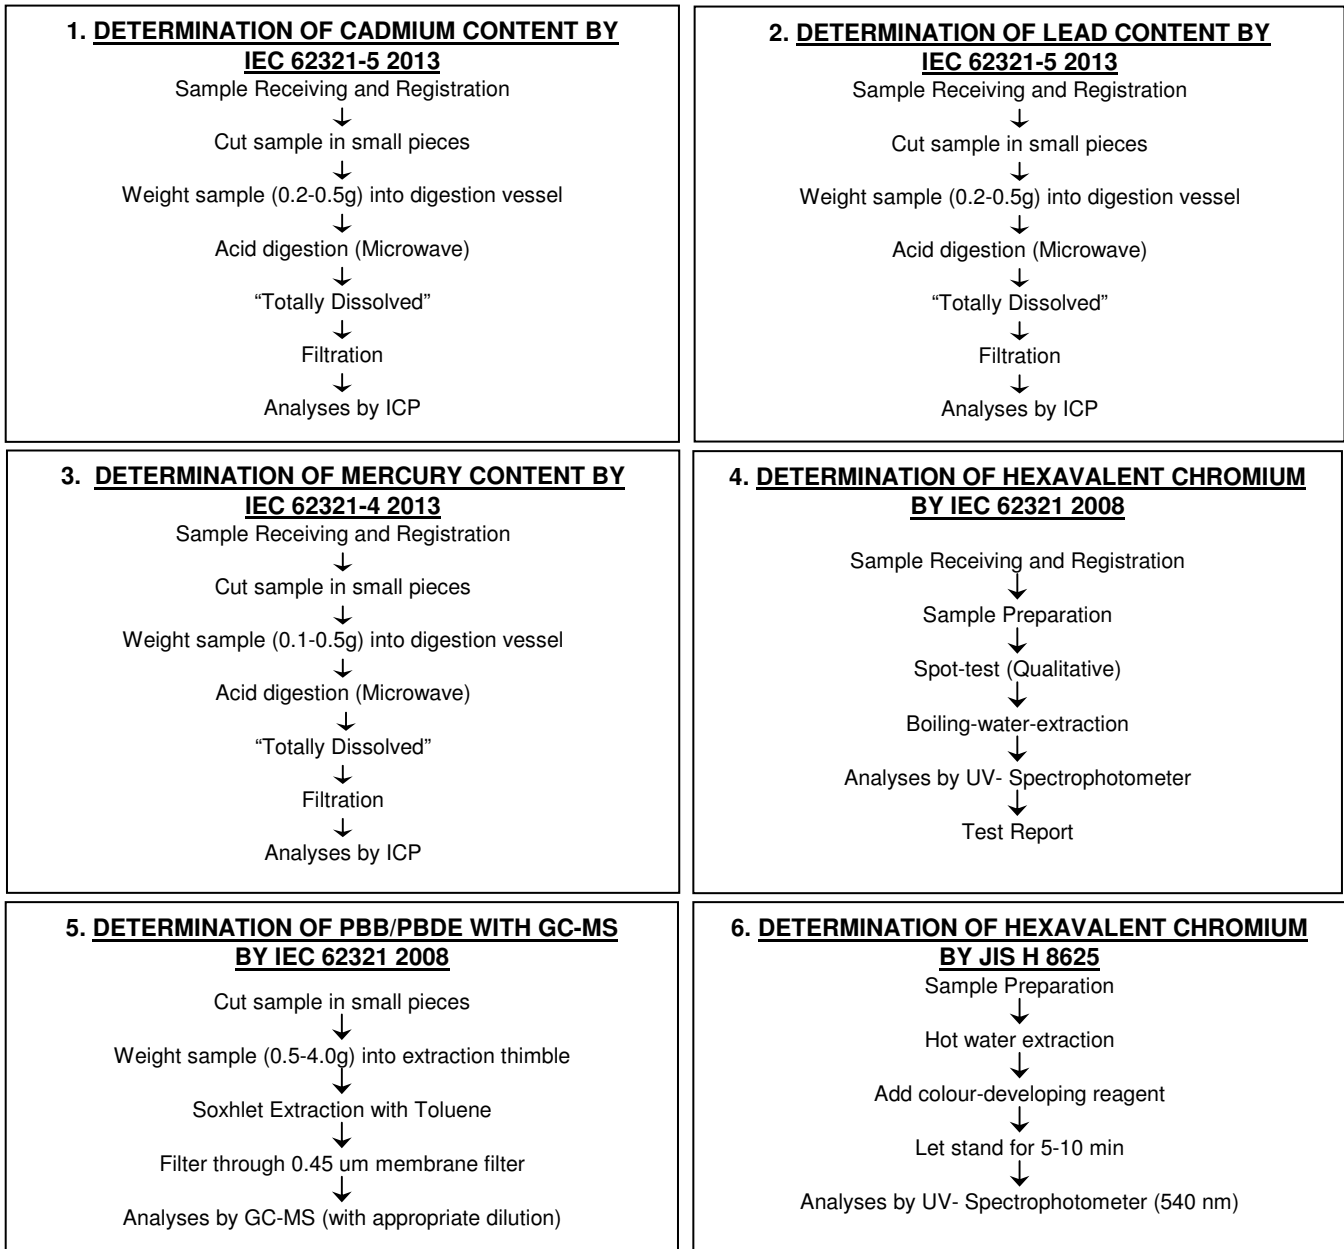 1. DETERMINATION OF CADMIUM CONTENT BY
IEC 62321-5 2013
Sample Receiving and Registration
Cut sample in small pieces
Weight sample (0.2-0.5g) into digestion vessel
Acid digestion (Microwave)
“Totally Dissolved”
Filtration
Analyses by ICP
2. DETERMINATION OF LEAD CONTENT BY
IEC 62321-5 2013
Sample Receiving and Registration
Cut sample in small pieces
Weight sample (0.2-0.5g) into digestion vessel
Acid digestion (Microwave)
“Totally Dissolved”
Filtration
Analyses by ICP
3. DETERMINATION OF MERCURY CONTENT BY
IEC 62321-4 2013
Sample Receiving and Registration
Cut sample in small pieces
Weight sample (0.1-0.5g) into digestion vessel
Acid digestion (Microwave)
“Totally Dissolved”
Filtration
Analyses by ICP
4. DETERMINATION OF HEXAVALENT CHROMIUM
BY IEC 62321 2008
Sample Receiving and Registration
Sample Preparation
Spot-test (Qualitative)
Boiling-water-extraction
Analyses by UV- Spectrophotometer
Test Report
5. DETERMINATION OF PBB/PBDE WITH GC-MS
BY IEC 62321 2008
Cut sample in small pieces
Weight sample (0.5-4.0g) into extraction thimble
Soxhlet Extraction with Toluene
Filter through 0.45 um membrane filter
Analyses by GC-MS (with appropriate dilution)
6. DETERMINATION OF HEXAVALENT CHROMIUM
BY JIS H 8625
Sample Preparation
Hot water extraction
Add colour-developing reagent
Let stand for 5-10 min
Analyses by UV- Spectrophotometer (540 nm)